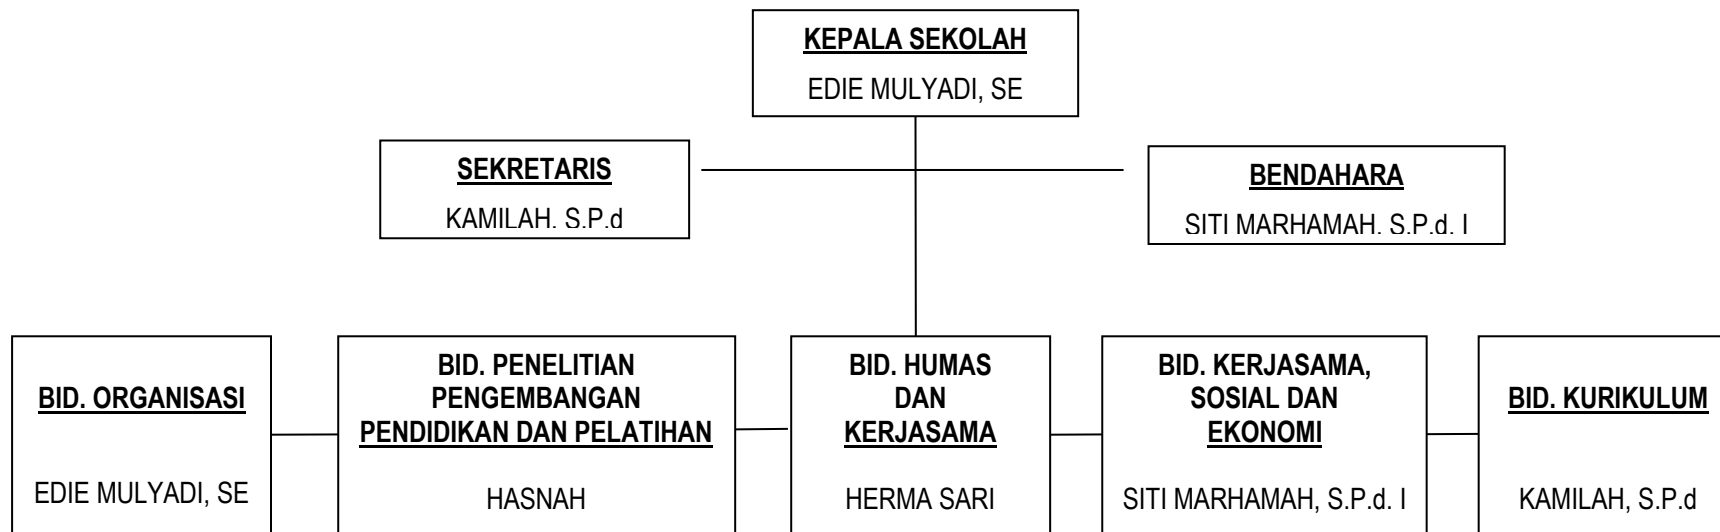 KEPALA SEKOLAH
EDIE MULYADI, SE
SEKRETARIS
KAMILAH. S.P.d
BENDAHARA
SITI MARHAMAH. S.P.d. I
BID. ORGANISASI
EDIE MULYADI, SE
BID. PENELITIAN
PENGEMBANGAN
PENDIDIKAN DAN PELATIHAN
HASNAH
BID. HUMAS
DAN
KERJASAMA
HERMA SARI
BID. KERJASAMA,
SOSIAL DAN
EKONOMI
SITI MARHAMAH, S.P.d. I
BID. KURIKULUM
KAMILAH, S.P.d